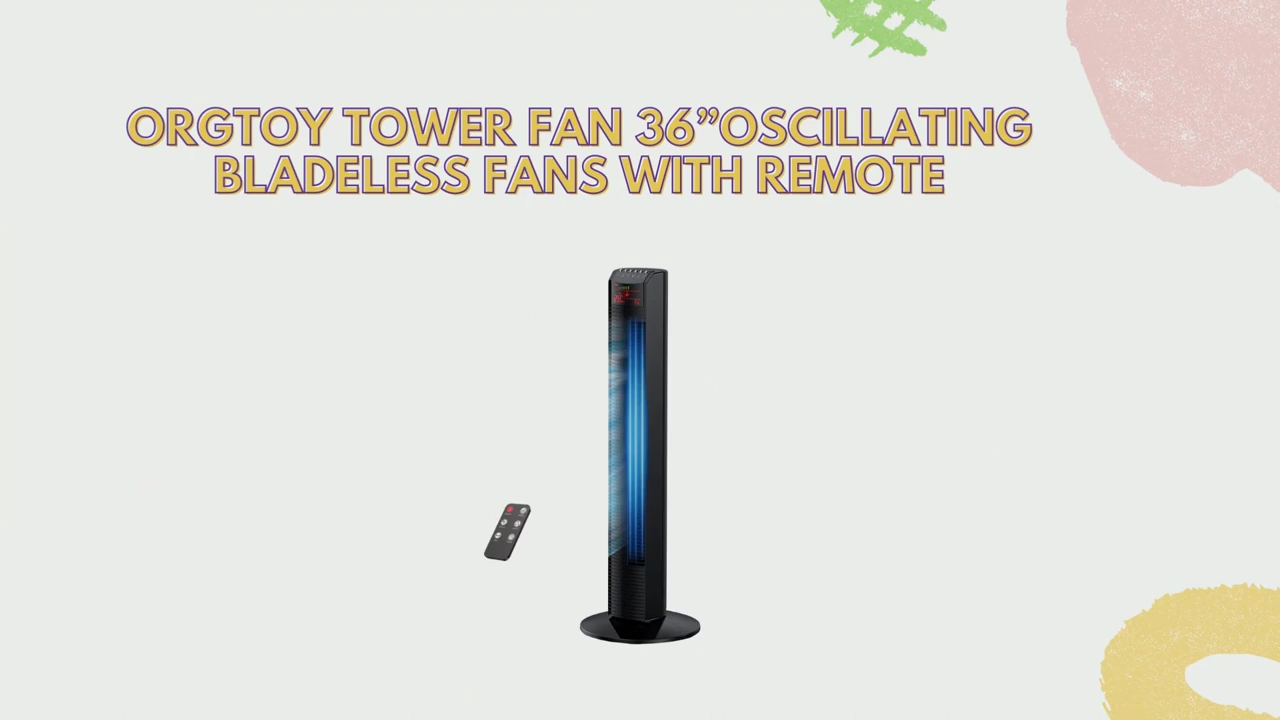 ORGTOY TOWER FAN 36”OSCILLATING
BLADELESS FANS WITH REMOTE